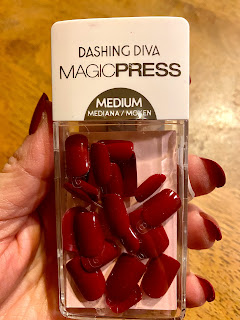 DASHING DIVA
MAGICPRESS
MEDIUM
MEDIANA / MOYEN